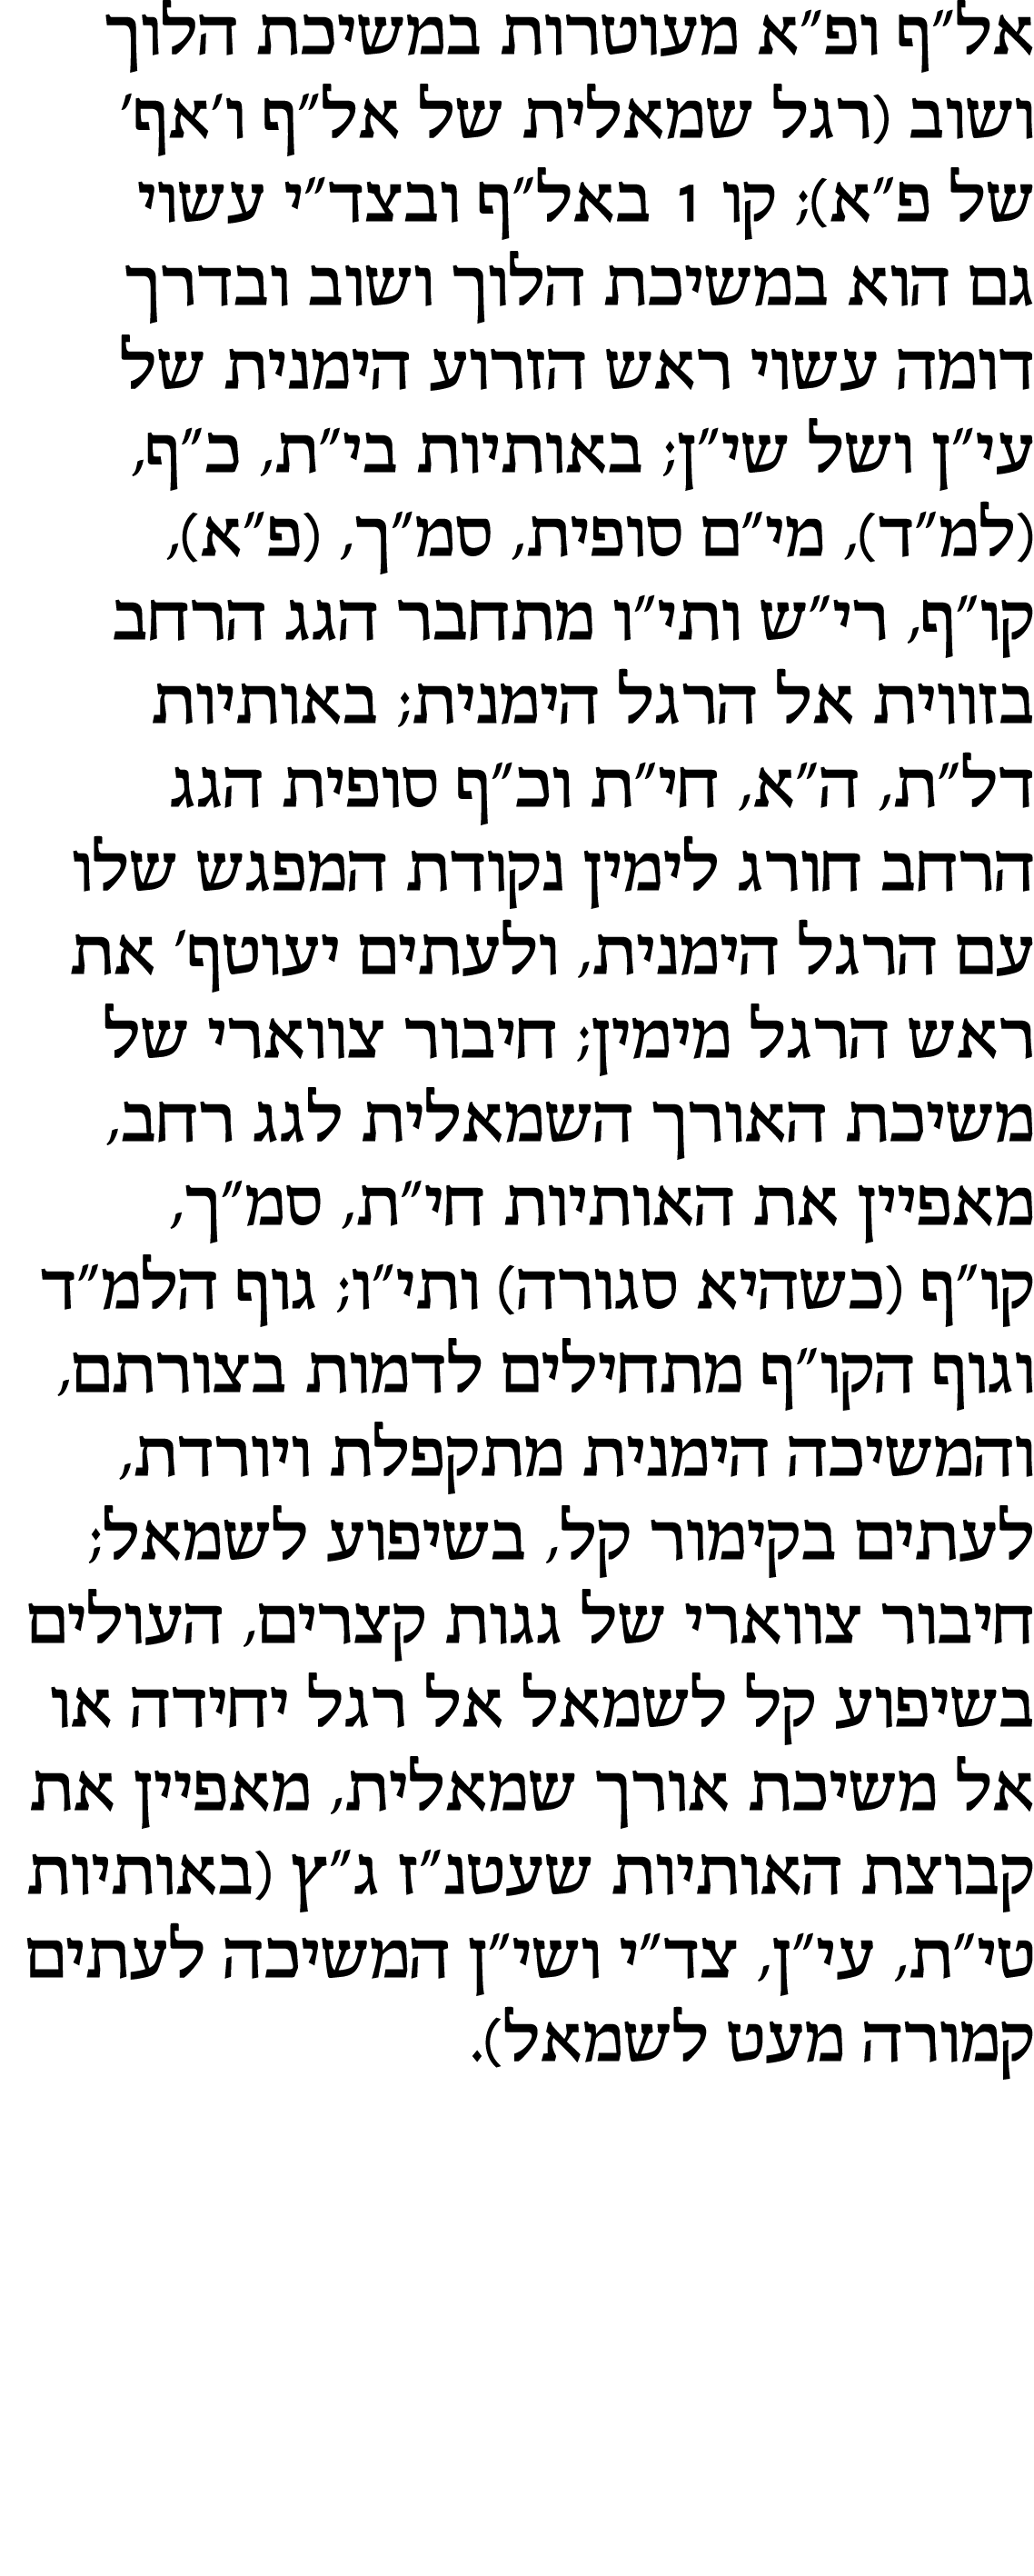 אל״ף ופ״א מעוטרות במשיכת הלוך
ושוב (רגל שמאלית של אל״ף ו׳אף׳
של פ״א); קו 1 באל״ף ובצד״י עשוי
גם הוא במשיכת הלוך ושוב ובדרך
דומה עשוי ראש הזרוע הימנית של
עי״ן ושל שי״ן; באותיות בי״ת, כ״ף,
(למ״ד), מי״ם סופית, סמ״ך, (פ״א),
קו״ף, רי״ש ותי״ו מתחבר הגג הרחב
בזווית אל הרגל הימנית; באותיות
דל״ת, ה״א, חי״ת וכ״ף סופית הגג
הרחב חורג לימין נקודת המפגש שלו
עם הרגל הימנית, ולעתים יעוטף׳ את
ראש הרגל מימין; חיבור צווארי של
משיכת האורך השמאלית לגג רחב,
מאפיין את האותיות חי״ת, סמ״ך,
קו״ף (כשהיא סגורה) ותי״ו; גוף הלמ״ד
וגוף הקו״ף מתחילים לדמות בצורתם,
והמשיכה הימנית מתקפלת ויורדת,
לעתים בקימור קל, בשיפוע לשמאל;
חיבור צווארי של גגות קצרים, העולים
בשיפוע קל לשמאל אל רגל יחידה או
אל משיכת אורך שמאלית, מאפיין את
קבוצת האותיות שעטנ״ז ג״ץ (באותיות
טי״ת, עי״ן, צד״י ושי״ן המשיכה לעתים
קמורה מעט לשמאל).